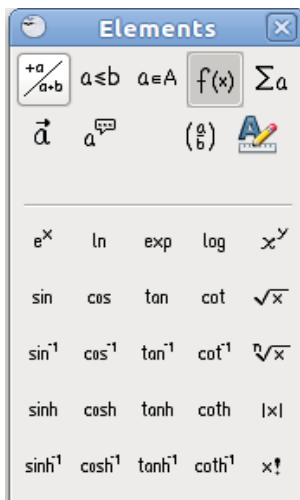 Elements
+a/a+b a≤b a∈A f(x) Σa
a⃗ a (a b)
eˣ ln exp log xʸ
sin cos tan cot √x
sin⁻¹ cos⁻¹ tan⁻¹ cot⁻¹ ⁿ√x
sinh cosh tanh coth |x|
sinh⁻¹ cosh⁻¹ tanh⁻¹ coth⁻¹ x!